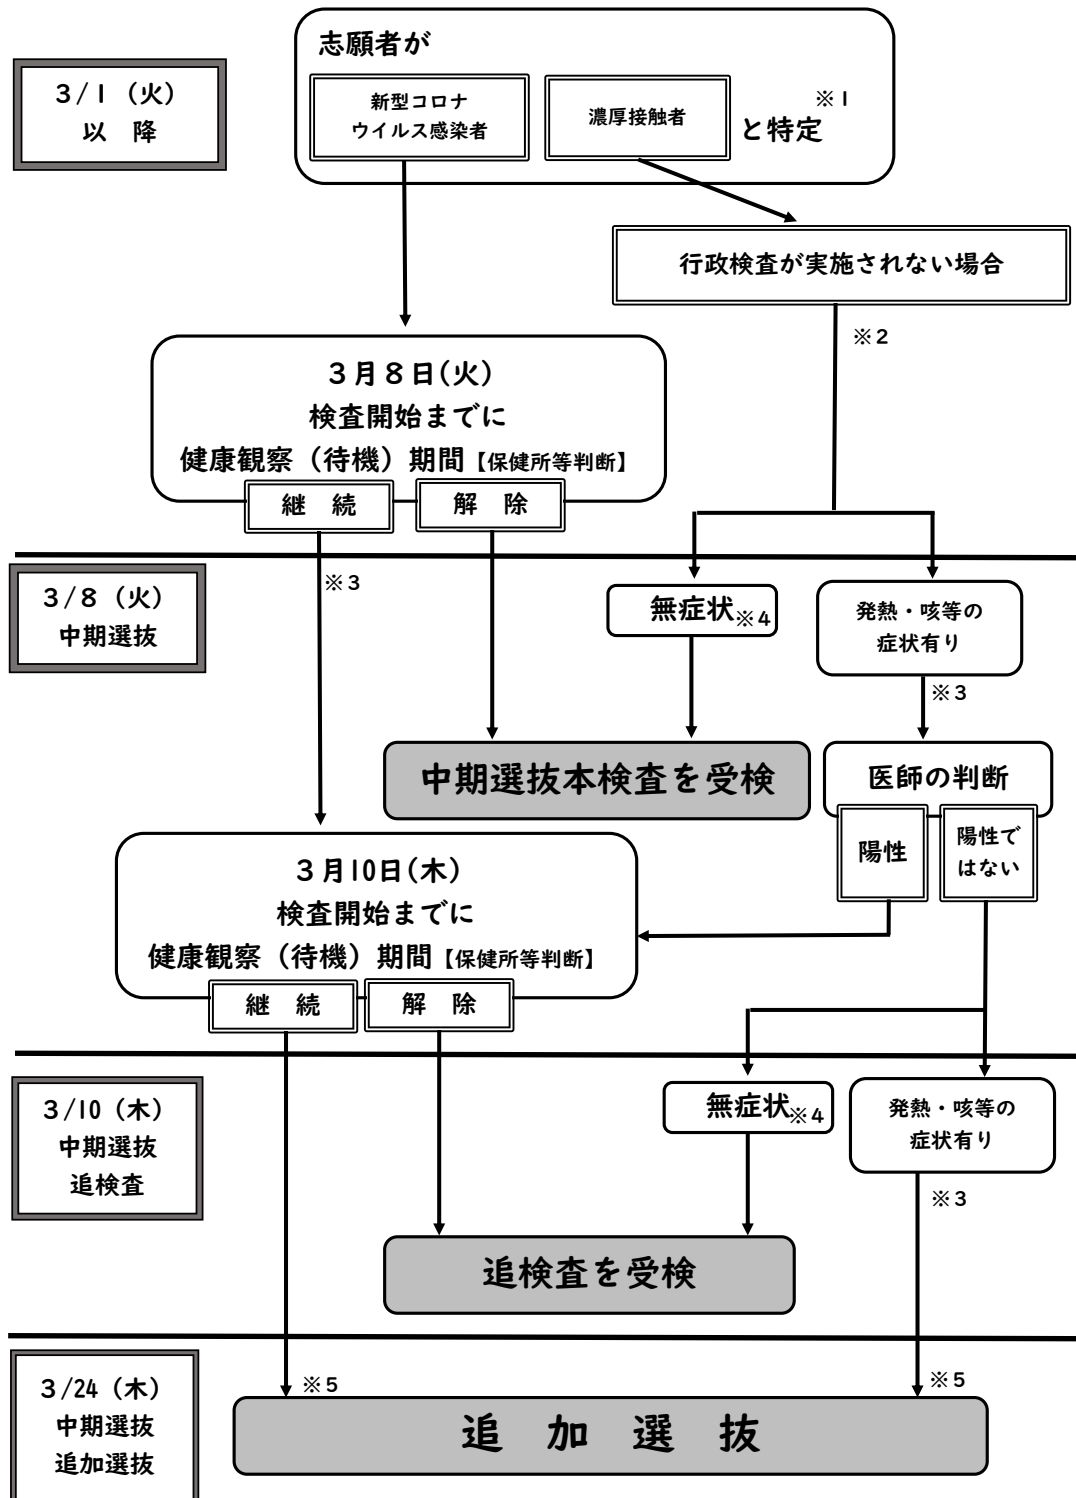 志願者が
3/1（火）
以　降
新型コロナ
ウイルス感染者
濃厚接触者
と特定※1
行政検査が実施されない場合
※2
3月8日(火)
検査開始までに
健康観察（待機）期間【保健所等判断】
継　続
解　除
3/8（火）
中期選抜
※3
無症状※4
発熱・咳等の
症状有り
※3
中期選抜本検査を受検
医師の判断
陽性
陽性で
はない
3月10日(木)
検査開始までに
健康観察（待機）期間【保健所等判断】
継　続
解　除
3/10（木）
中期選抜
追検査
無症状※4
発熱・咳等の
症状有り
※3
追検査を受検
3/24（木）
中期選抜
追加選抜
※5
※5
追　加　選　抜